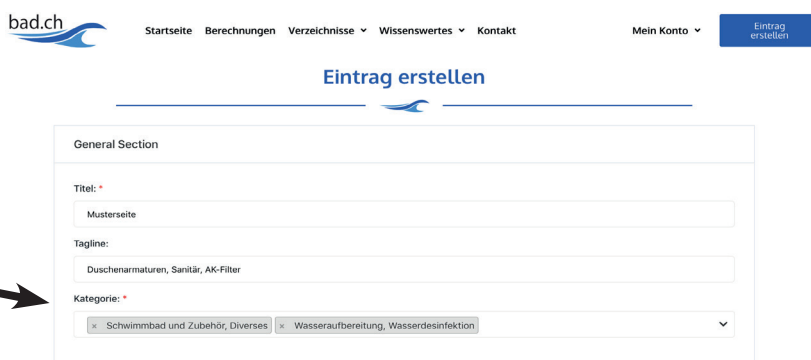 bad.ch
Startseite Berechnungen Verzeichnisse Wissenswertes Kontakt Mein Konto Eintrag erstellen
Eintrag erstellen
General Section
Titel: *
Musterseite
Tagline:
Duschenarmaturen, Sanitär, AK-Filter
Kategorie: *
× Schwimmbad und Zubehör, Diverses × Wasseraufbereitung, Wasserdesinfektion